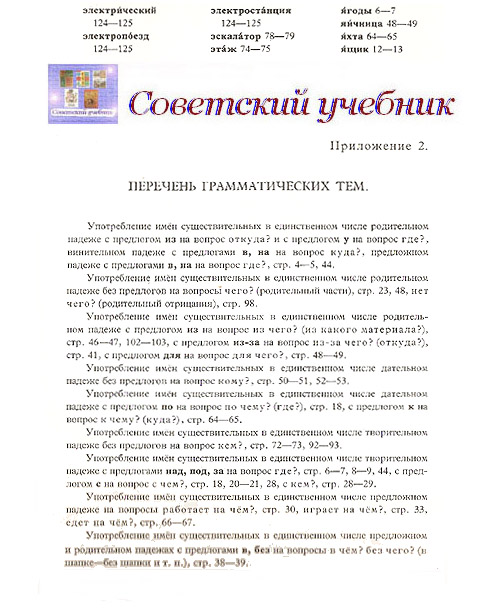 электри́ческий
124—125
электропо́езд
124—125
электроста́нция
124—125
эскала́тор 78—79
эта́ж 74—75
я́годы 6—7
яи́чница 48—49
я́хта 64—65
я́щик 12—13
Советский учебник
Советский учебник
Приложение 2.
ПЕРЕЧЕНЬ ГРАММАТИЧЕСКИХ ТЕМ.
Употребление имён существительных в единственном числе родительном
падеже с предлогом из на вопрос откуда? и с предлогом у на вопрос где?,
винительном падеже с предлогами в, на на вопрос куда?, предложном
падеже с предлогами в, на на вопрос где?, стр. 4—5, 44.
Употребление имён существительных в единственном числе родительном
падеже без предлогов на вопросы чего? (родительный части), стр. 23, 48, нет
чего? (родительный отрицания), стр. 98.
Употребление имён существительных в единственном числе родитель-
ном падеже с предлогом из на вопрос из чего? (из какого материала?),
стр. 46—47, 102—103, с предлогом из-за на вопрос из-за чего? (откуда?),
стр. 41, с предлогом для на вопрос для чего?, стр. 48—49.
Употребление имён существительных в единственном числе дательном
падеже без предлогов на вопрос кому?, стр. 50—51, 52—53.
Употребление имён существительных в единственном числе дательном
падеже с предлогом по на вопрос по чему? (где?), стр. 18, с предлогом к на
вопрос к чему? (куда?), стр. 64—65.
Употребление имён существительных в единственном числе творительном
падеже без предлогов на вопрос кем?, стр. 72—73, 92—93.
Употребление имён существительных в единственном числе творительном
падеже с предлогами над, под, за на вопрос где?, стр. 6—7, 8—9, 44, с пред-
логом с на вопрос с чем?, стр. 18, 20—21, 28, с кем?, стр. 28—29.
Употребление имён существительных в единственном числе предложном
падеже на вопросы работает на чём?, стр. 30, играет на чём?, стр. 33,
едет на чём?, стр. 66—67.
Употребление имён существительных в единственном числе предложном
и родительном падежах с предлогами в, без на вопросы в чём? без чего? (в
шапке—без шапки и т. п.), стр. 38—39.